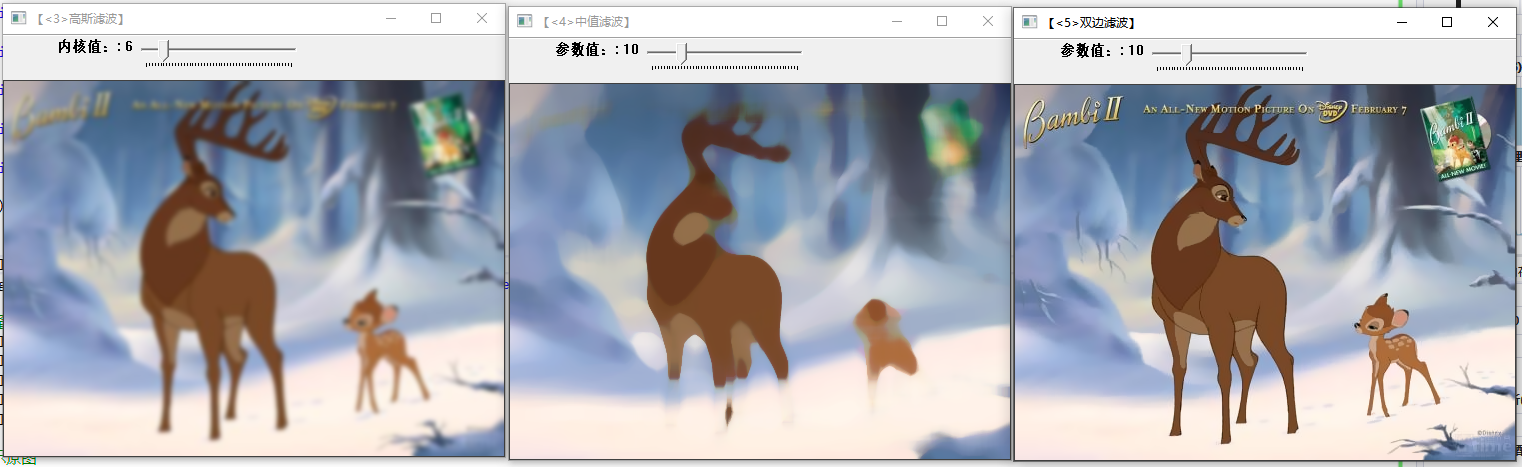 【<3>高斯滤波】
内核值：: 6
Bambi II
AN ALL-NEW MOTION PICTURE ON
FEBRUARY 7
【<4>中值滤波】
参数值：: 10
【<5>双边滤波】
参数值：: 10
Bambi II
AN ALL-NEW MOTION PICTURE ON Disney DVD FEBRUARY 7
Bambi II
ALL-NEW MOVIE!
©Disney
原图